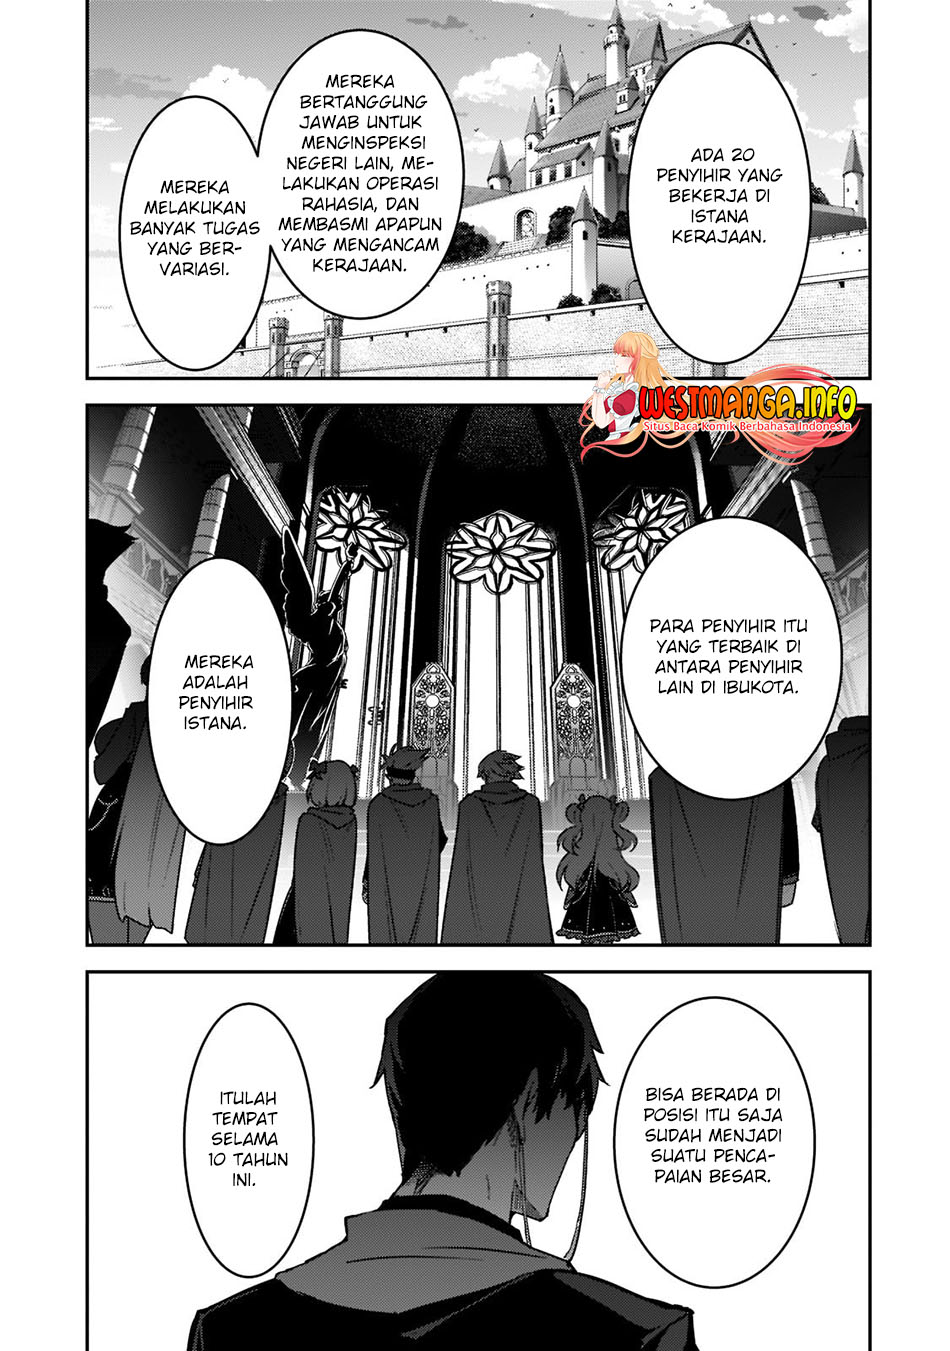 ADA 20
PENYIHIR YANG
BEKERJA DI
ISTANA
KERAJAAN.
MEREKA
BERTANGGUNG
JAWAB UNTUK
MENGINSPEKSI
NEGERI LAIN, ME-
LAKUKAN OPERASI
RAHASIA, DAN
MEMBASMI APAPUN
YANG MENGANCAM
KERAJAAN.
MEREKA
MELAKUKAN
BANYAK TUGAS
YANG BER-
VARIASI.
WESTMANGA.INFO
Situs Baca Komik Berbahasa Indonesia
PARA PENYIHIR ITU
YANG TERBAIK DI
ANTARA PENYIHIR
LAIN DI IBUKOTA.
MEREKA
ADALAH
PENYIHIR
ISTANA.
BISA BERADA DI
POSISI ITU SAJA
SUDAH MENJADI
SUATU PENCA-
PAIAN BESAR.
ITULAH
TEMPAT
SELAMA
10 TAHUN
INI.